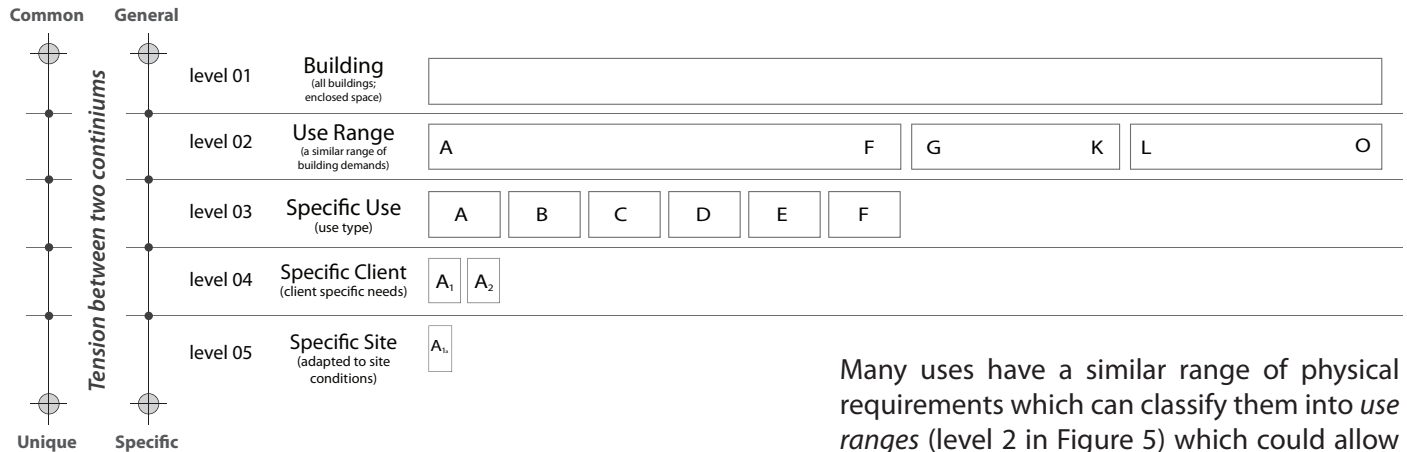 Common General
Tension between two continiums
level 01 Building
(all buildings;
enclosed space)
level 02 Use Range
(a similar range of
building demands)
A F G K L O
level 03 Specific Use
(use type)
A B C D E F
level 04 Specific Client
(client specific needs)
A₁ A₂
level 05 Specific Site
(adapted to site
conditions)
Unique Specific
Many uses have a similar range of physical
requirements which can classify them into use
ranges (level 2 in Figure 5) which could allow